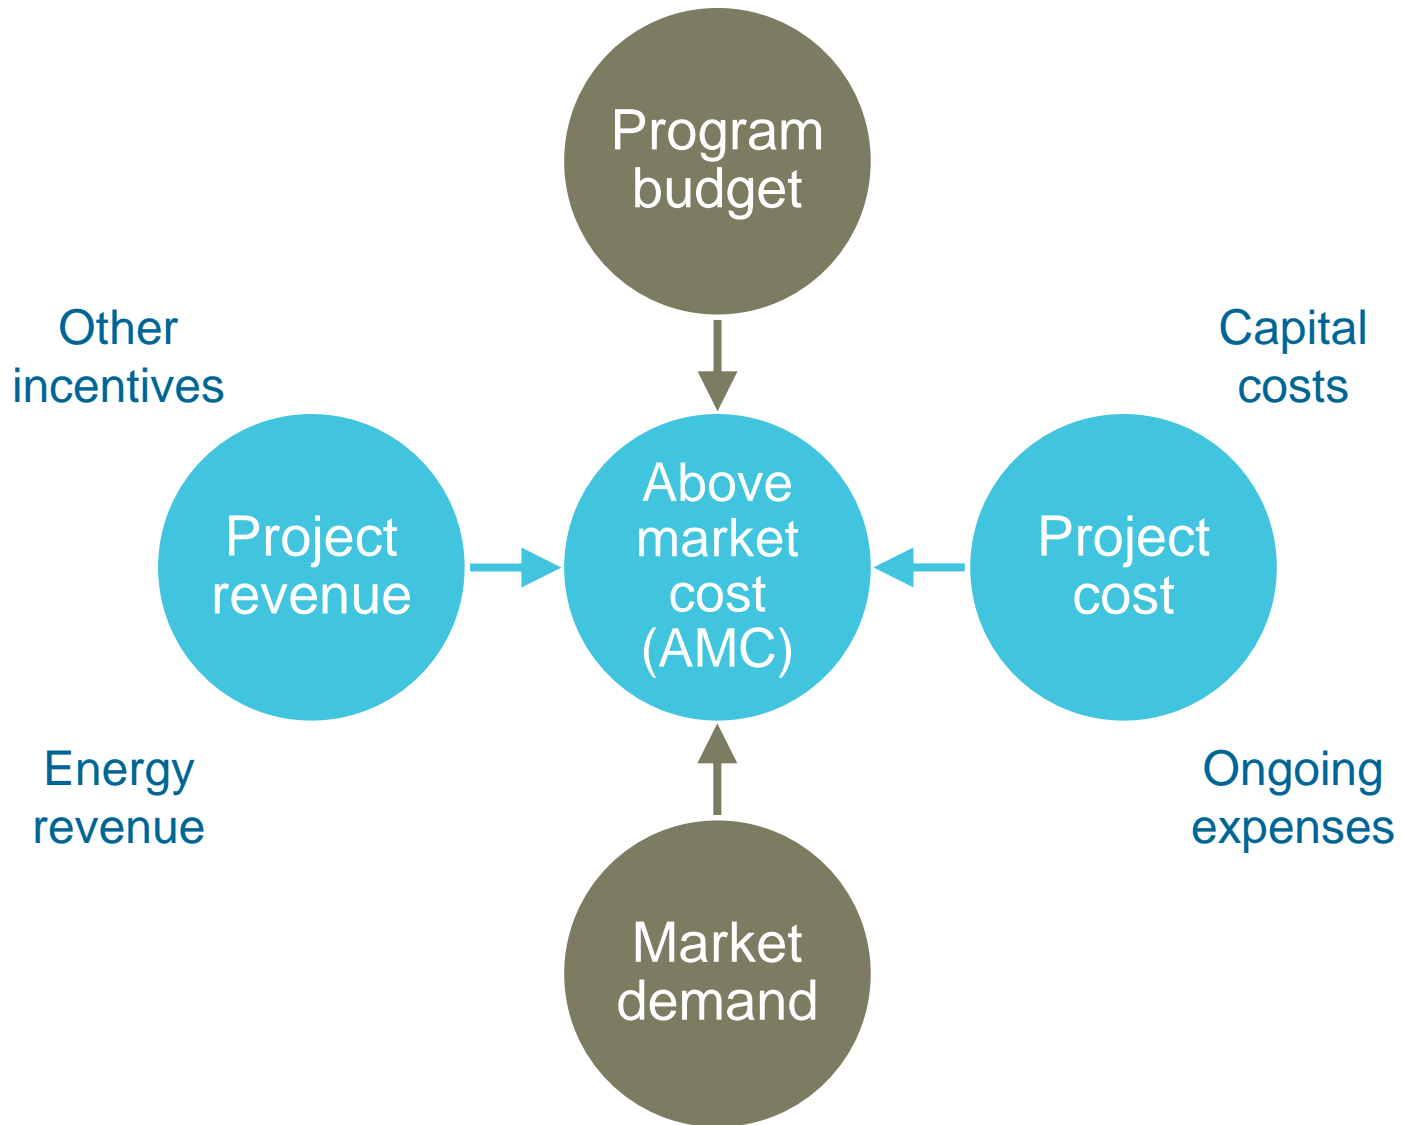 Program
budget
Other
incentives
Capital
costs
Project
revenue
Above
market
cost
(AMC)
Project
cost
Energy
revenue
Ongoing
expenses
Market
demand